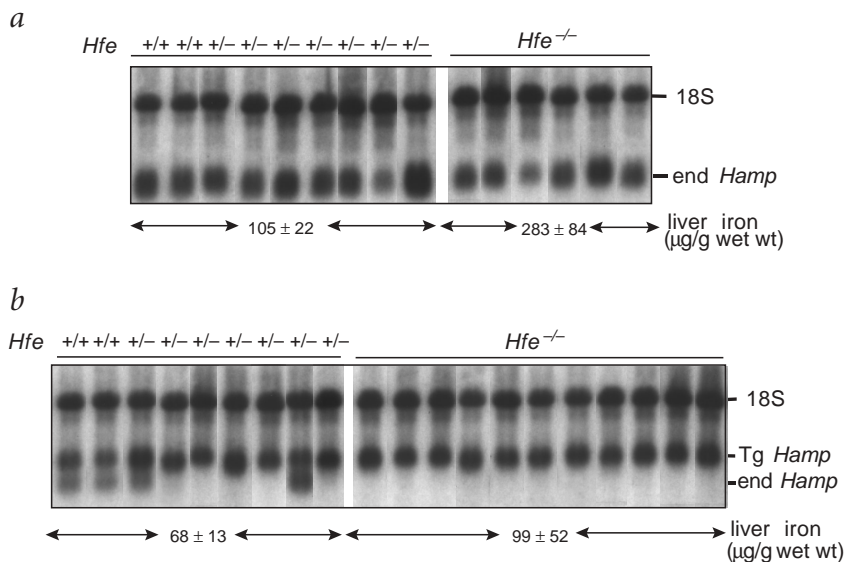 a
Hfe +/+ +/+ +/– +/– +/– +/– +/– +/– +/– Hfe –/–
18S
end Hamp
105 ± 22 283 ± 84 liver iron
(µg/g wet wt)
b
Hfe +/+ +/+ +/– +/– +/– +/– +/– +/– +/– Hfe –/–
18S
Tg Hamp
end Hamp
68 ± 13 99 ± 52 liver iron
(µg/g wet wt)